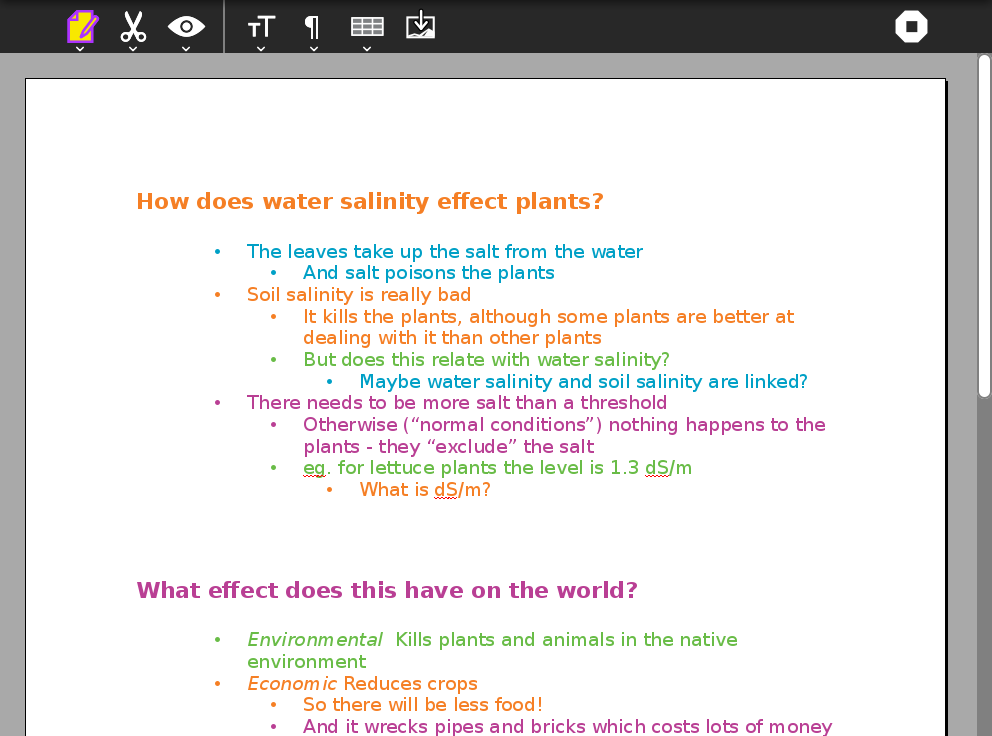 How does water salinity effect plants?
• The leaves take up the salt from the water
• And salt poisons the plants
• Soil salinity is really bad
• It kills the plants, although some plants are better at
dealing with it than other plants
• But does this relate with water salinity?
• Maybe water salinity and soil salinity are linked?
• There needs to be more salt than a threshold
• Otherwise (“normal conditions”) nothing happens to the
plants - they “exclude” the salt
• eg. for lettuce plants the level is 1.3 dS/m
• What is dS/m?
What effect does this have on the world?
• Environmental  Kills plants and animals in the native
environment
• Economic Reduces crops
• So there will be less food!
• And it wrecks pipes and bricks which costs lots of money